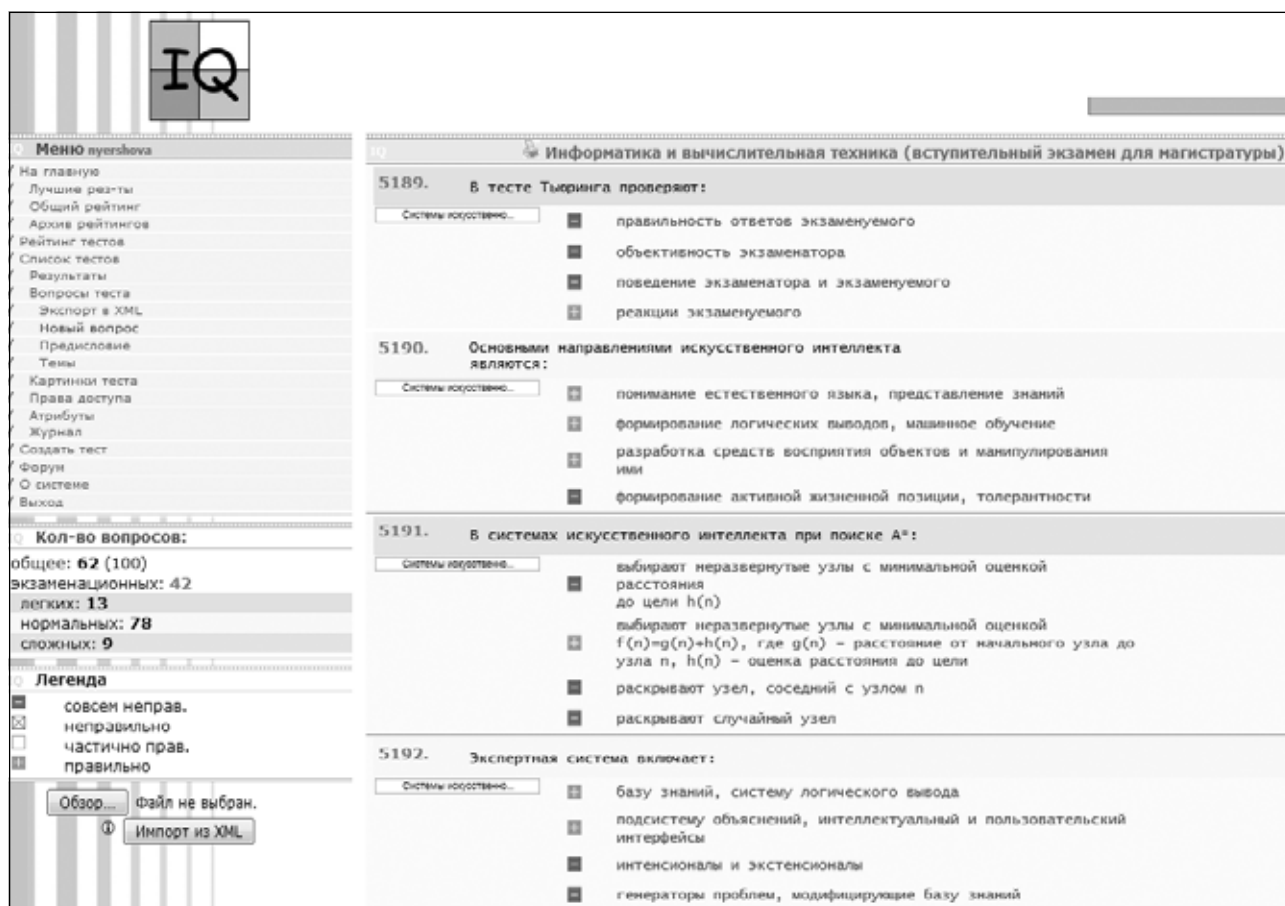 IQ
Меню nyershova
На главную
Лучшие рез-ты
Общий рейтинг
Архив рейтингов
Рейтинг тестов
Список тестов
Результаты
Вопросы теста
Экспорт в XML
Новый вопрос
Предисловие
Темы
Картинки теста
Права доступа
Атрибуты
Журнал
Создать тест
Форум
О системе
Выход
Кол-во вопросов:
общее: 62 (100)
экзаменационных: 42
легких: 13
нормальных: 78
сложных: 9
Легенда
совсем неправ.
неправильно
частично прав.
правильно
Обзор... Файл не выбран.
Импорт из XML
IQ Информатика и вычислительная техника (вступительный экзамен для магистратуры)
5189. В тесте Тьюринга проверяют:
Системы искусственно...
правильность ответов экзаменуемого
объективность экзаменатора
поведение экзаменатора и экзаменуемого
реакции экзаменуемого
5190. Основными направлениями искусственного интеллекта
являются:
Системы искусственно...
понимание естественного языка, представление знаний
формирование логических выводов, машинное обучение
разработка средств восприятия объектов и манипулирования
ими
формирование активной жизненной позиции, толерантности
5191. В системах искусственного интеллекта при поиске A*:
Системы искусственно...
выбирают неразвернутые узлы с минимальной оценкой
расстояния
до цели h(n)
выбирают неразвернутые узлы с минимальной оценкой
f(n)=g(n)+h(n), где g(n) – расстояние от начального узла до
узла n, h(n) – оценка расстояния до цели
раскрывают узел, соседний с узлом n
раскрывают случайный узел
5192. Экспертная система включает:
Системы искусственно...
базу знаний, систему логического вывода
подсистему объяснений, интеллектуальный и пользовательский
интерфейсы
интенсионалы и экстенсионалы
генераторы проблем, модифицирующие базу знаний